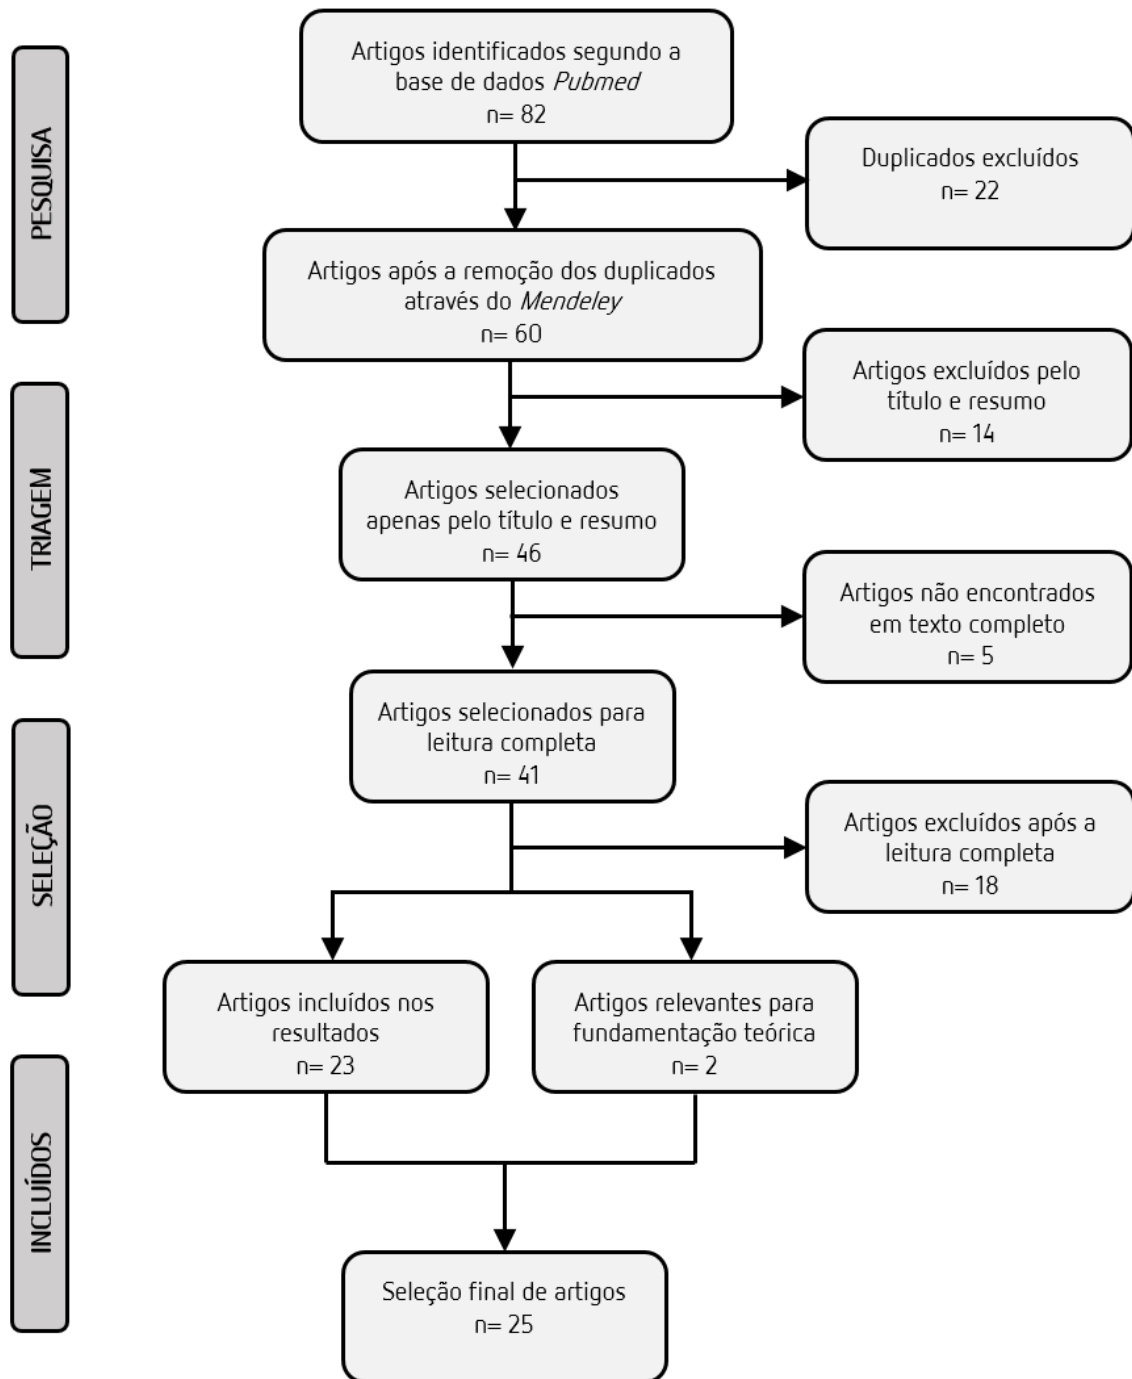 PESQUISA
Artigos identificados segundo a
base de dados Pubmed
n= 82
Duplicados excluídos
n= 22
Artigos após a remoção dos duplicados
através do Mendeley
n= 60
TRIAGEM
Artigos excluídos pelo
título e resumo
n= 14
Artigos selecionados
apenas pelo título e resumo
n= 46
Artigos não encontrados
em texto completo
n= 5
SELEÇÃO
Artigos selecionados para
leitura completa
n= 41
Artigos excluídos após a
leitura completa
n= 18
Artigos incluídos nos
resultados
n= 23
Artigos relevantes para
fundamentação teórica
n= 2
INCLUÍDOS
Seleção final de artigos
n= 25